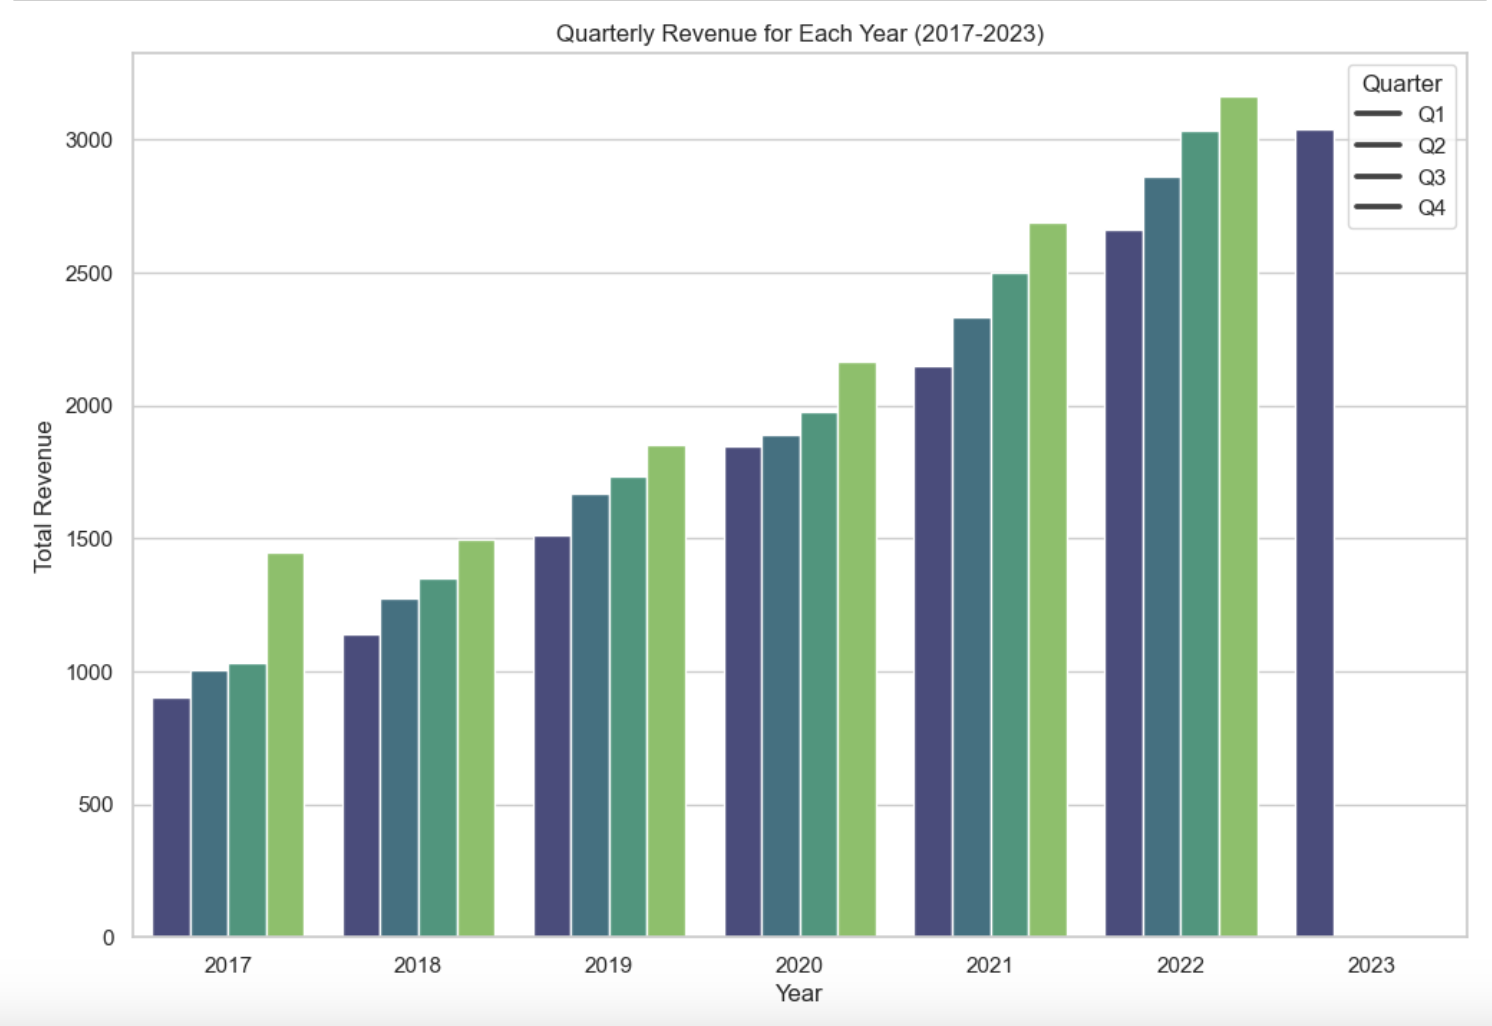 Quarterly Revenue for Each Year (2017-2023)
Quarter
Q1
Q2
Q3
Q4
3000
2500
2000
1500
1000
500
0
Total Revenue
2017 2018 2019 2020 2021 2022 2023
Year